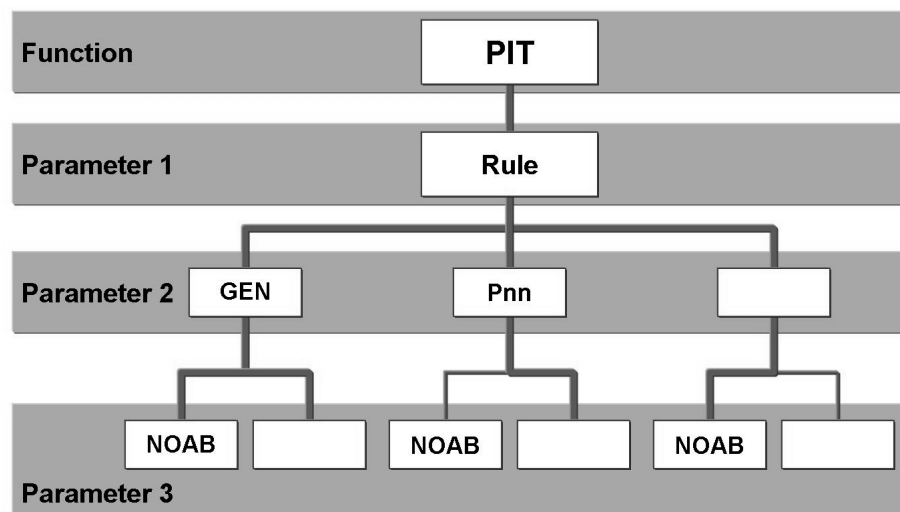 Function
PIT
Parameter 1
Rule
Parameter 2
GEN
Pnn
NOAB
NOAB
NOAB
Parameter 3